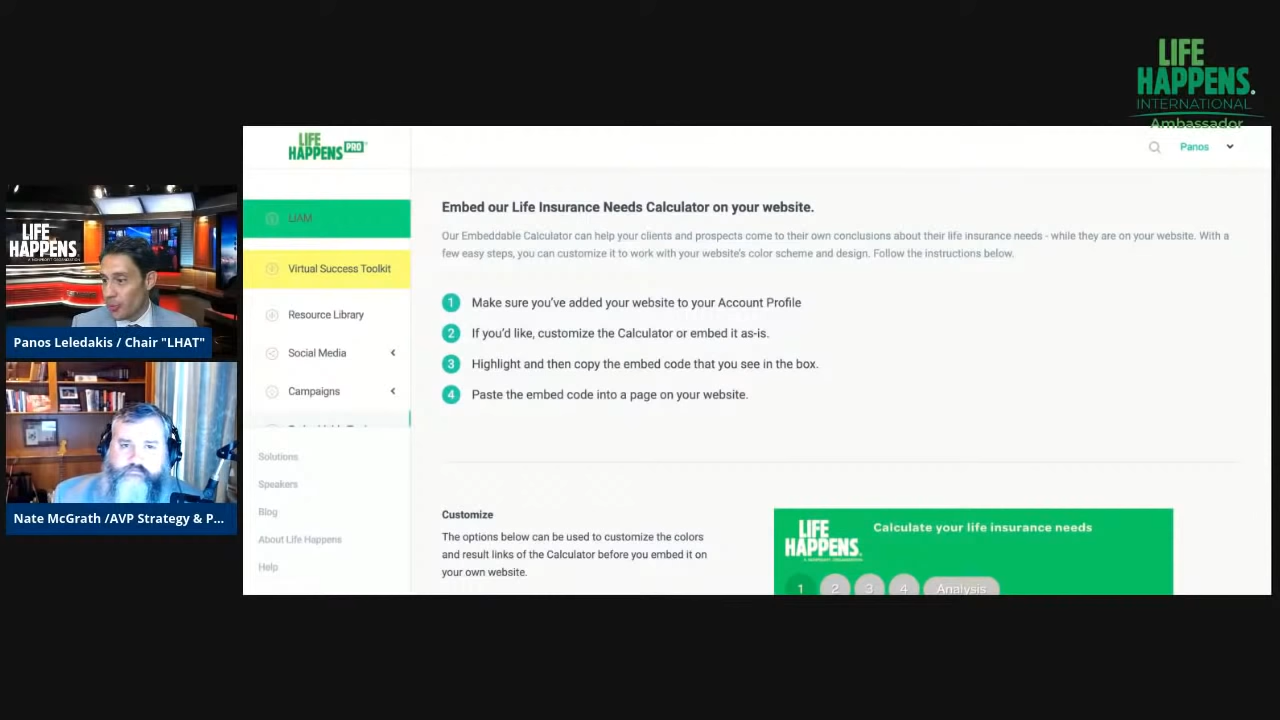 LIFE
HAPPENS.
INTERNATIONAL
Ambassador
LIFE
HAPPENS PRO
Panos
LIAM
Virtual Success Toolkit
Resource Library
Social Media
Campaigns
Solutions
Speakers
Blog
About Life Happens
Help
Embed our Life Insurance Needs Calculator on your website.
Our Embeddable Calculator can help your clients and prospects come to their own conclusions about their life insurance needs - while they are on your website. With a
few easy steps, you can customize it to work with your website's color scheme and design. Follow the instructions below.
1 Make sure you've added your website to your Account Profile
2 If you'd like, customize the Calculator or embed it as-is.
3 Highlight and then copy the embed code that you see in the box.
4 Paste the embed code into a page on your website.
Customize
The options below can be used to customize the colors
and result links of the Calculator before you embed it on
your own website.
LIFE
HAPPENS.
A NONPROFIT ORGANIZATION
Calculate your life insurance needs
1 2 3 4 Analysis
LIFE
HAPPENS.
A NONPROFIT ORGANIZATION
Panos Leledakis / Chair "LHAT"
Nate McGrath /AVP Strategy & P...